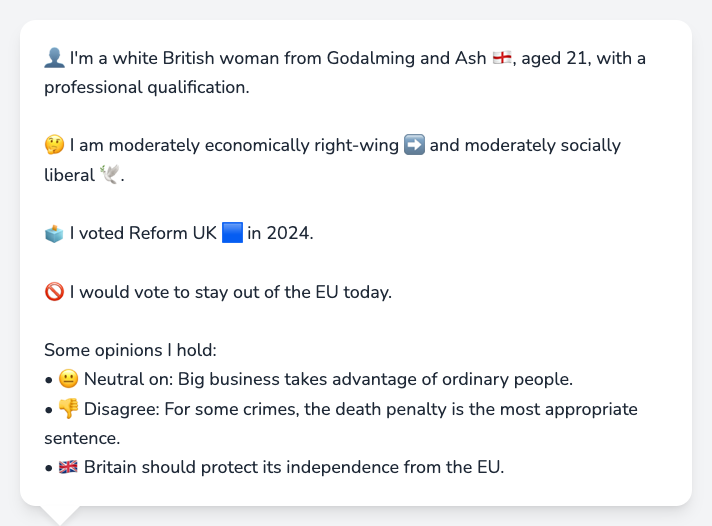 👤 I'm a white British woman from Godalming and Ash 🏴󠁧󠁢󠁥󠁮󠁧󠁿, aged 21, with a
professional qualification.
🤔 I am moderately economically right-wing ➡️ and moderately socially
liberal 🕊️.
🗳️ I voted Reform UK 🟦 in 2024.
🚫 I would vote to stay out of the EU today.
Some opinions I hold:
• 😐 Neutral on: Big business takes advantage of ordinary people.
• 👎 Disagree: For some crimes, the death penalty is the most appropriate
sentence.
• 🇬🇧 Britain should protect its independence from the EU.